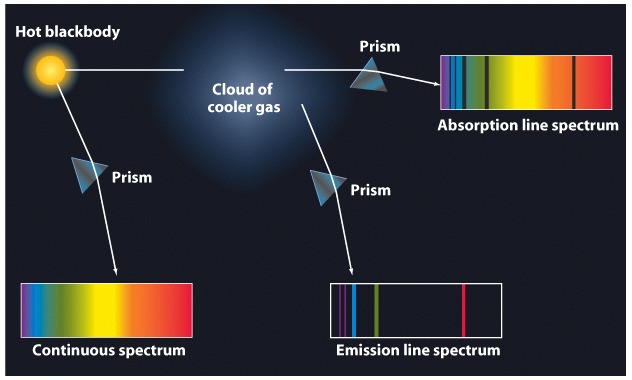 Hot blackbody
Prism
Cloud of
cooler gas
Absorption line spectrum
Prism
Prism
Continuous spectrum
Emission line spectrum